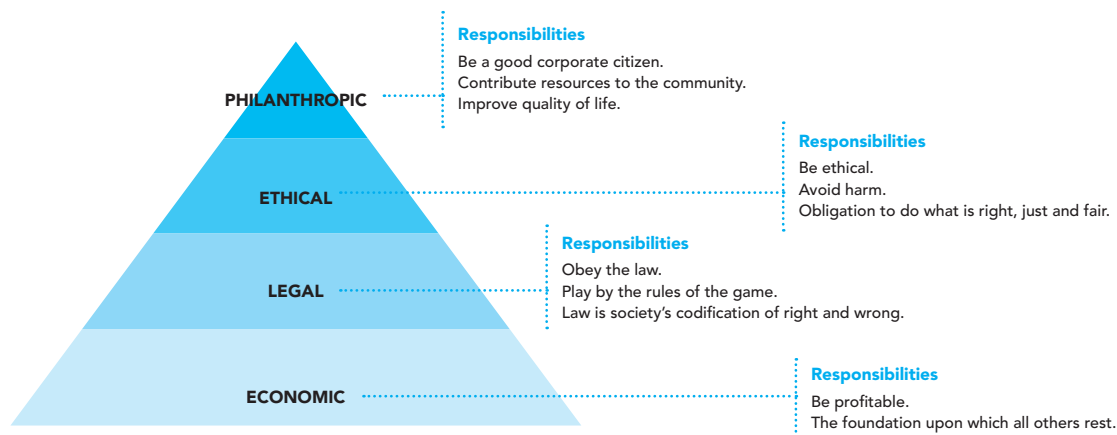 Responsibilities
Be a good corporate citizen.
Contribute resources to the community.
Improve quality of life.
PHILANTHROPIC
Responsibilities
Be ethical.
Avoid harm.
Obligation to do what is right, just and fair.
ETHICAL
Responsibilities
Obey the law.
Play by the rules of the game.
Law is society’s codification of right and wrong.
LEGAL
Responsibilities
Be profitable.
The foundation upon which all others rest.
ECONOMIC